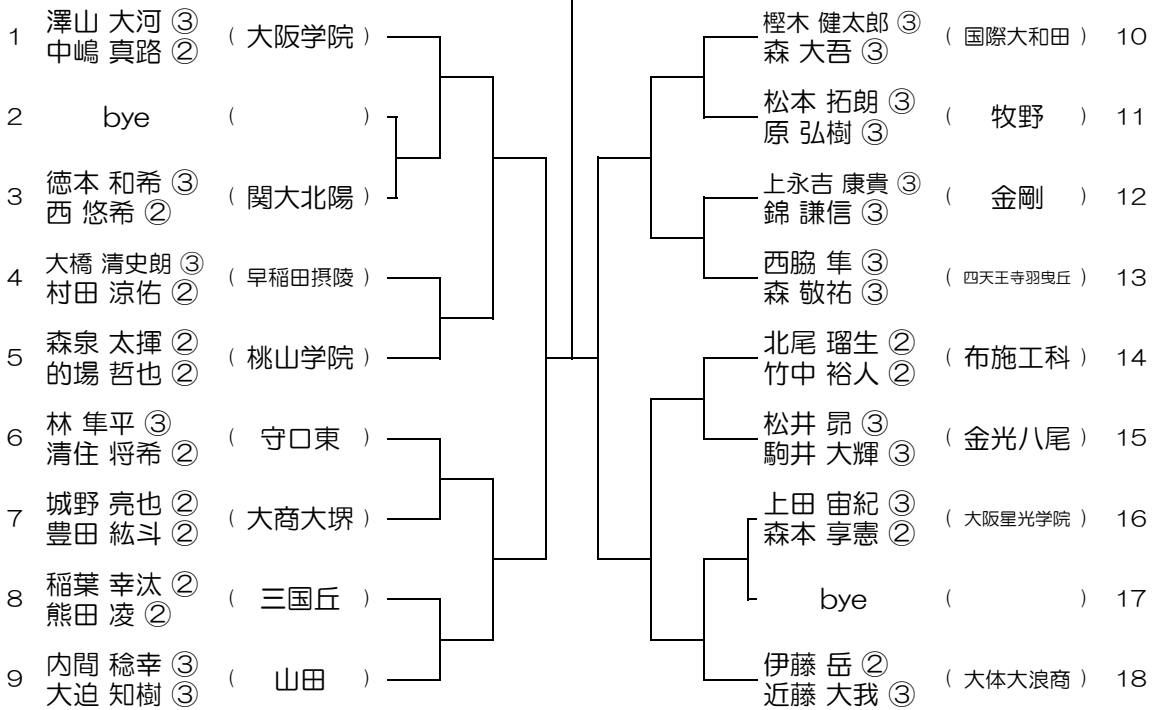 1 澤山 大河 ③
中嶋 真路 ② ( 大阪学院 )
2 bye ( )
3 徳本 和希 ③
西 悠希 ② ( 関大北陽 )
4 大橋 清史朗 ③
村田 涼佑 ② ( 早稲田摂陵 )
5 森泉 太揮 ②
的場 哲也 ② ( 桃山学院 )
6 林 隼平 ③
清住 将希 ② ( 守口東 )
7 城野 亮也 ②
豊田 紘斗 ② ( 大商大堺 )
8 稲葉 幸汰 ②
熊田 凌 ② ( 三国丘 )
9 内間 稔幸 ③
大迫 知樹 ③ ( 山田 )
樫木 健太郎 ③
森 大吾 ③ ( 国際大和田 ) 10
松本 拓朗 ③
原 弘樹 ③ ( 牧野 ) 11
上永吉 康貴 ③
錦 謙信 ③ ( 金剛 ) 12
西脇 隼 ③
森 敬祐 ③ ( 四天王寺羽曳丘 ) 13
北尾 瑠生 ②
竹中 裕人 ② ( 布施工科 ) 14
松井 昴 ③
駒井 大輝 ③ ( 金光八尾 ) 15
上田 宙紀 ③
森本 享憲 ② ( 大阪星光学院 ) 16
bye ( ) 17
伊藤 岳 ②
近藤 大我 ③ ( 大体大浪商 ) 18